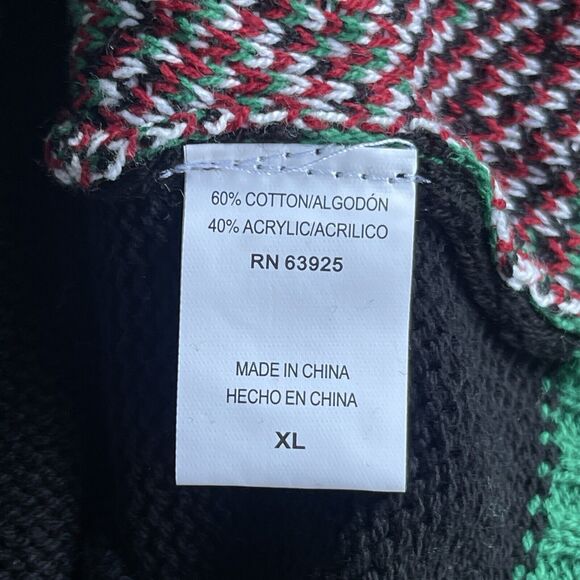 60% COTTON/ALGODÓN
40% ACRYLIC/ACRILICO
RN 63925
MADE IN CHINA
HECHO EN CHINA
XL